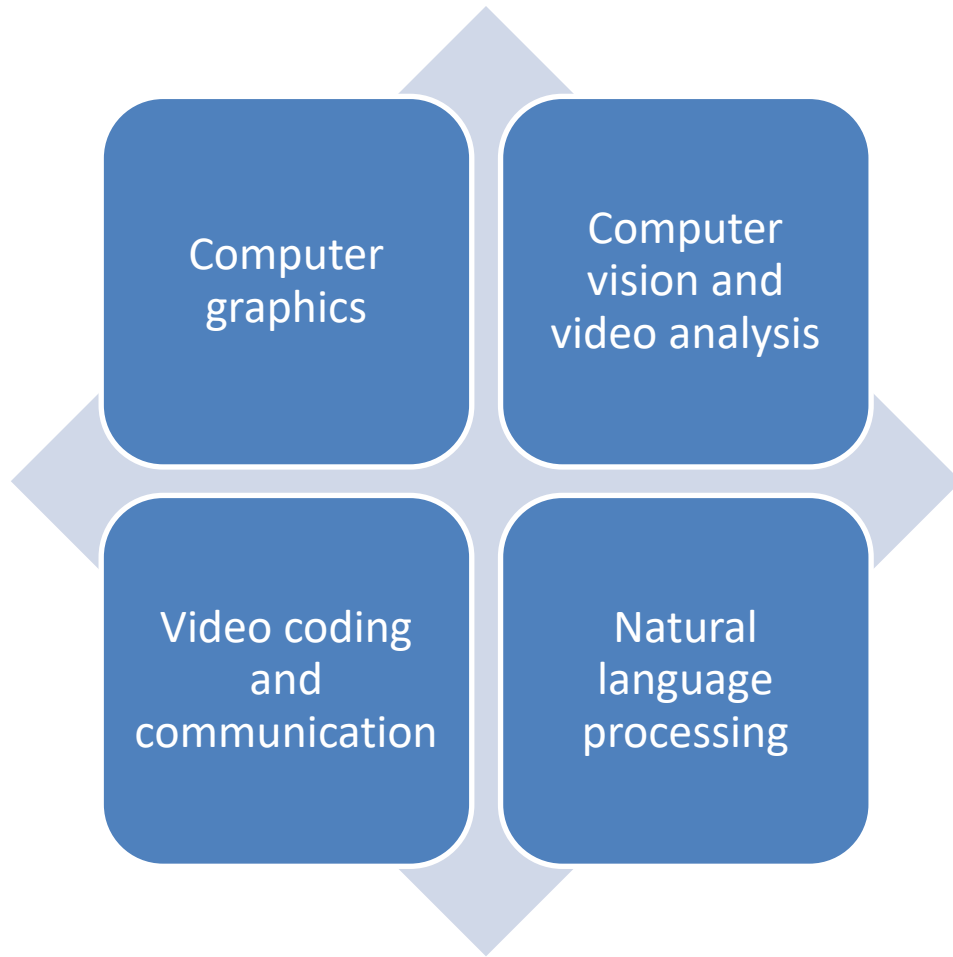 Computer
graphics
Computer
vision and
video analysis
Video coding
and
communication
Natural
language
processing